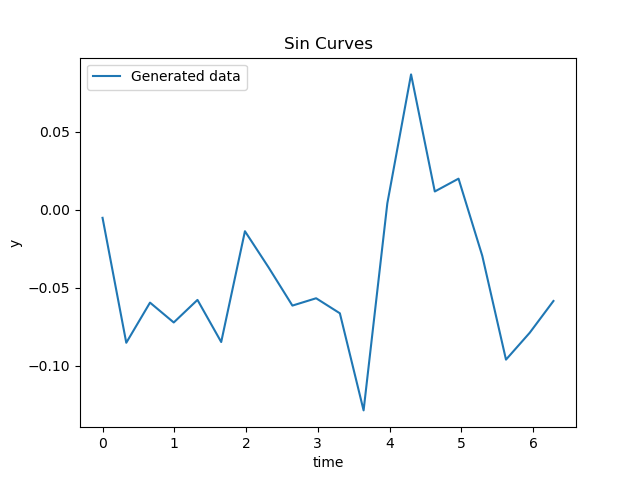 Sin Curves
Generated data
0.05
0.00
−0.05
−0.10
y
0 1 2 3 4 5 6
time